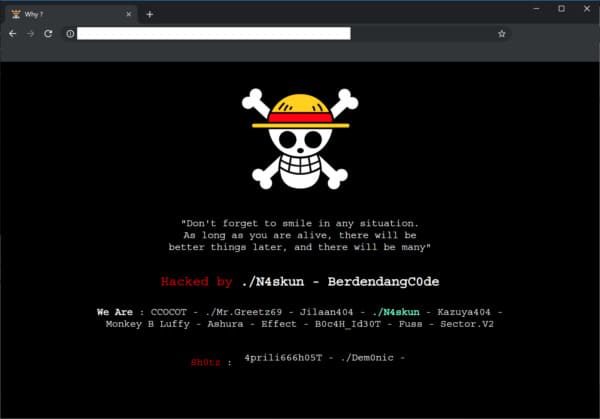 Why ?
"Don't forget to smile in any situation.
As long as you are alive, there will be
better things later, and there will be many"
Hacked by ./N4skun - BerdendangC0de
We Are : CCOCOT - ./Mr.Greetz69 - Jilaan404 - ./N4skun - Kazuya404 -
Monkey B Luffy - Ashura - Effect - B0c4H_Id30T - Fuss - Sector.V2
Sh0tz : 4prili666h05T - ./Dem0nic -